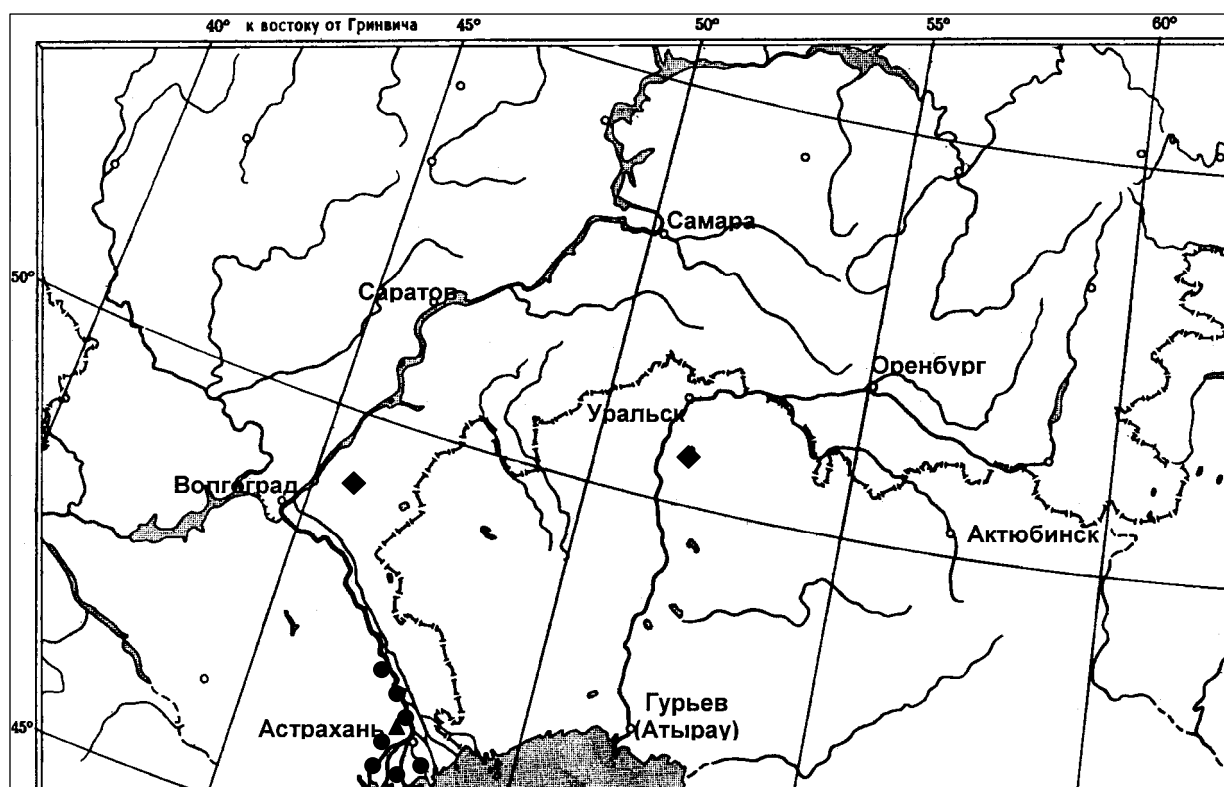 40° к востоку от Гринвича 45° 50° 55° 60°
Самара
50°
Саратов
Оренбург
Уральск
Волгоград
Актюбинск
Гурьев
(Атырау)
45°
Астрахань